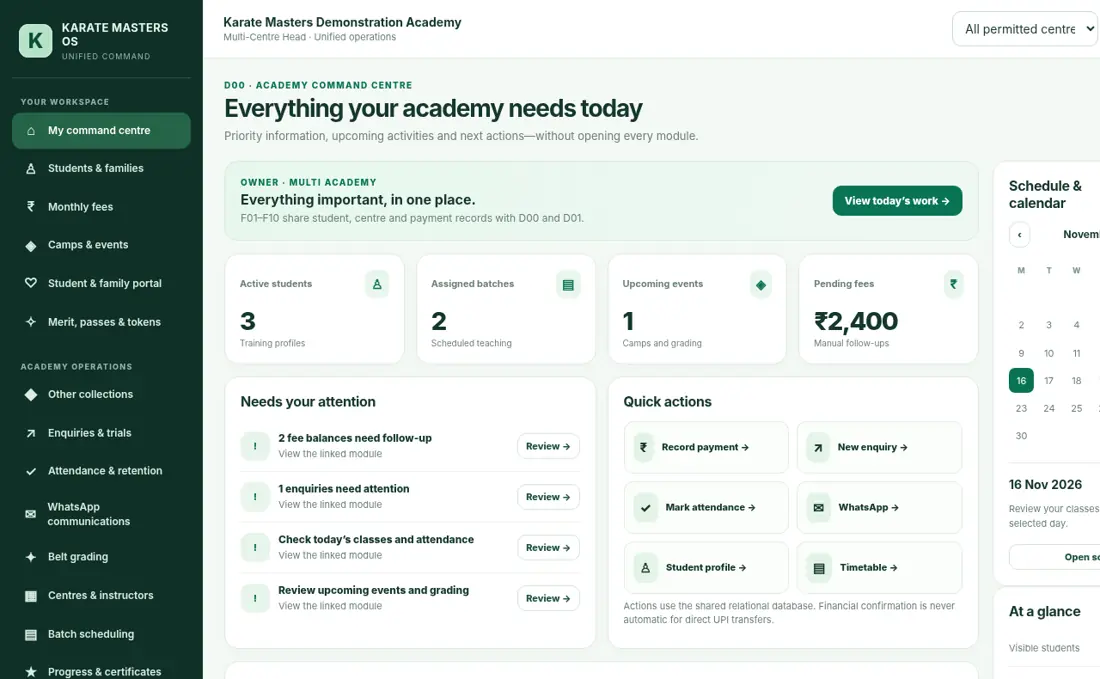 K
KARATE MASTERS
OS
UNIFIED COMMAND
YOUR WORKSPACE
My command centre
Students & families
₹ Monthly fees
Camps & events
Student & family portal
Merit, passes & tokens
ACADEMY OPERATIONS
Other collections
Enquiries & trials
Attendance & retention
WhatsApp
communications
Belt grading
Centres & instructors
Batch scheduling
Progress & certificates
Karate Masters Demonstration Academy
Multi-Centre Head · Unified operations
All permitted centre
D00 · ACADEMY COMMAND CENTRE
Everything your academy needs today
Priority information, upcoming activities and next actions—without opening every module.
OWNER · MULTI ACADEMY
Everything important, in one place.
F01–F10 share student, centre and payment records with D00 and D01.
View today's work →
Active students
3
Training profiles
Assigned batches
2
Scheduled teaching
Upcoming events
1
Camps and grading
Pending fees ₹
₹2,400
Manual follow-ups
Needs your attention
! 2 fee balances need follow-up
View the linked module
Review →
! 1 enquiries need attention
View the linked module
Review →
! Check today's classes and attendance
View the linked module
Review →
! Review upcoming events and grading
View the linked module
Review →
Quick actions
₹ Record payment →
New enquiry →
Mark attendance →
WhatsApp →
Student profile →
Timetable →
Actions use the shared relational database. Financial confirmation is never
automatic for direct UPI transfers.
Schedule &
calendar
‹ Novem
M T W
2 3 4
9 10 11
16 17 18
23 24 25
30
16 Nov 2026
Review your classes
selected day.
Open sc
At a glance
Visible students